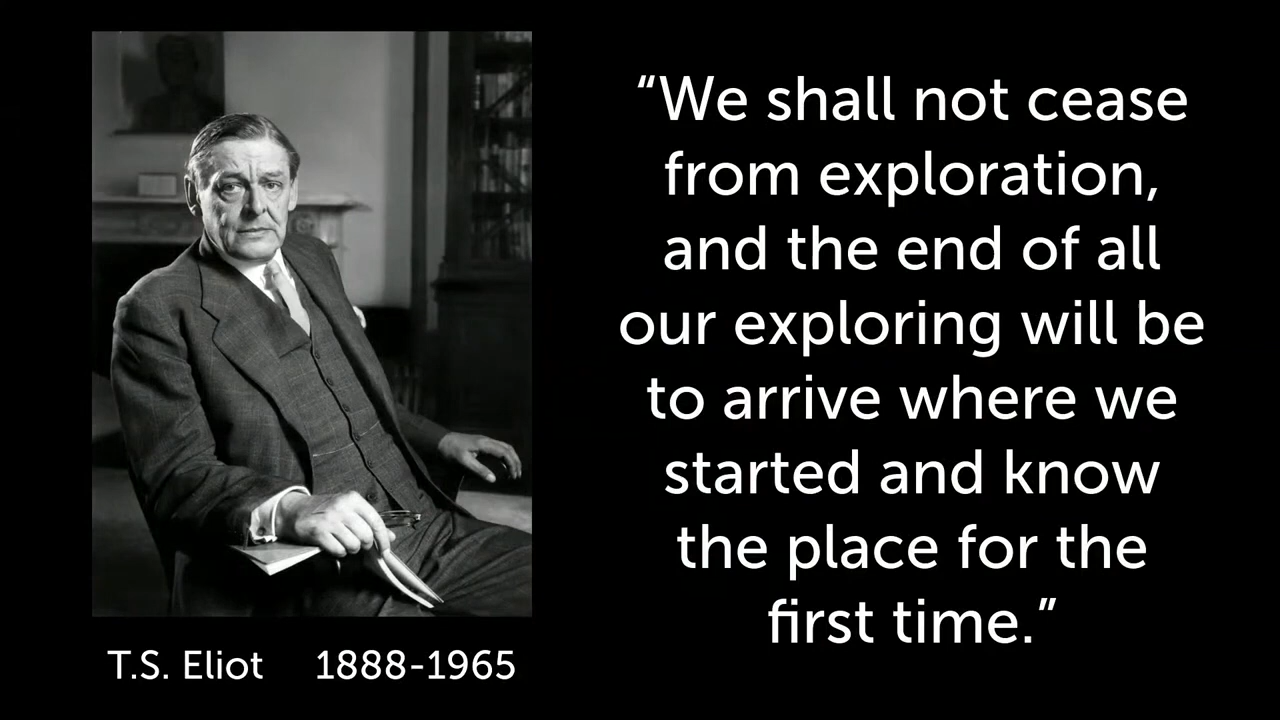 “We shall not cease
from exploration,
and the end of all
our exploring will be
to arrive where we
started and know
the place for the
first time.”
T.S. Eliot 1888-1965